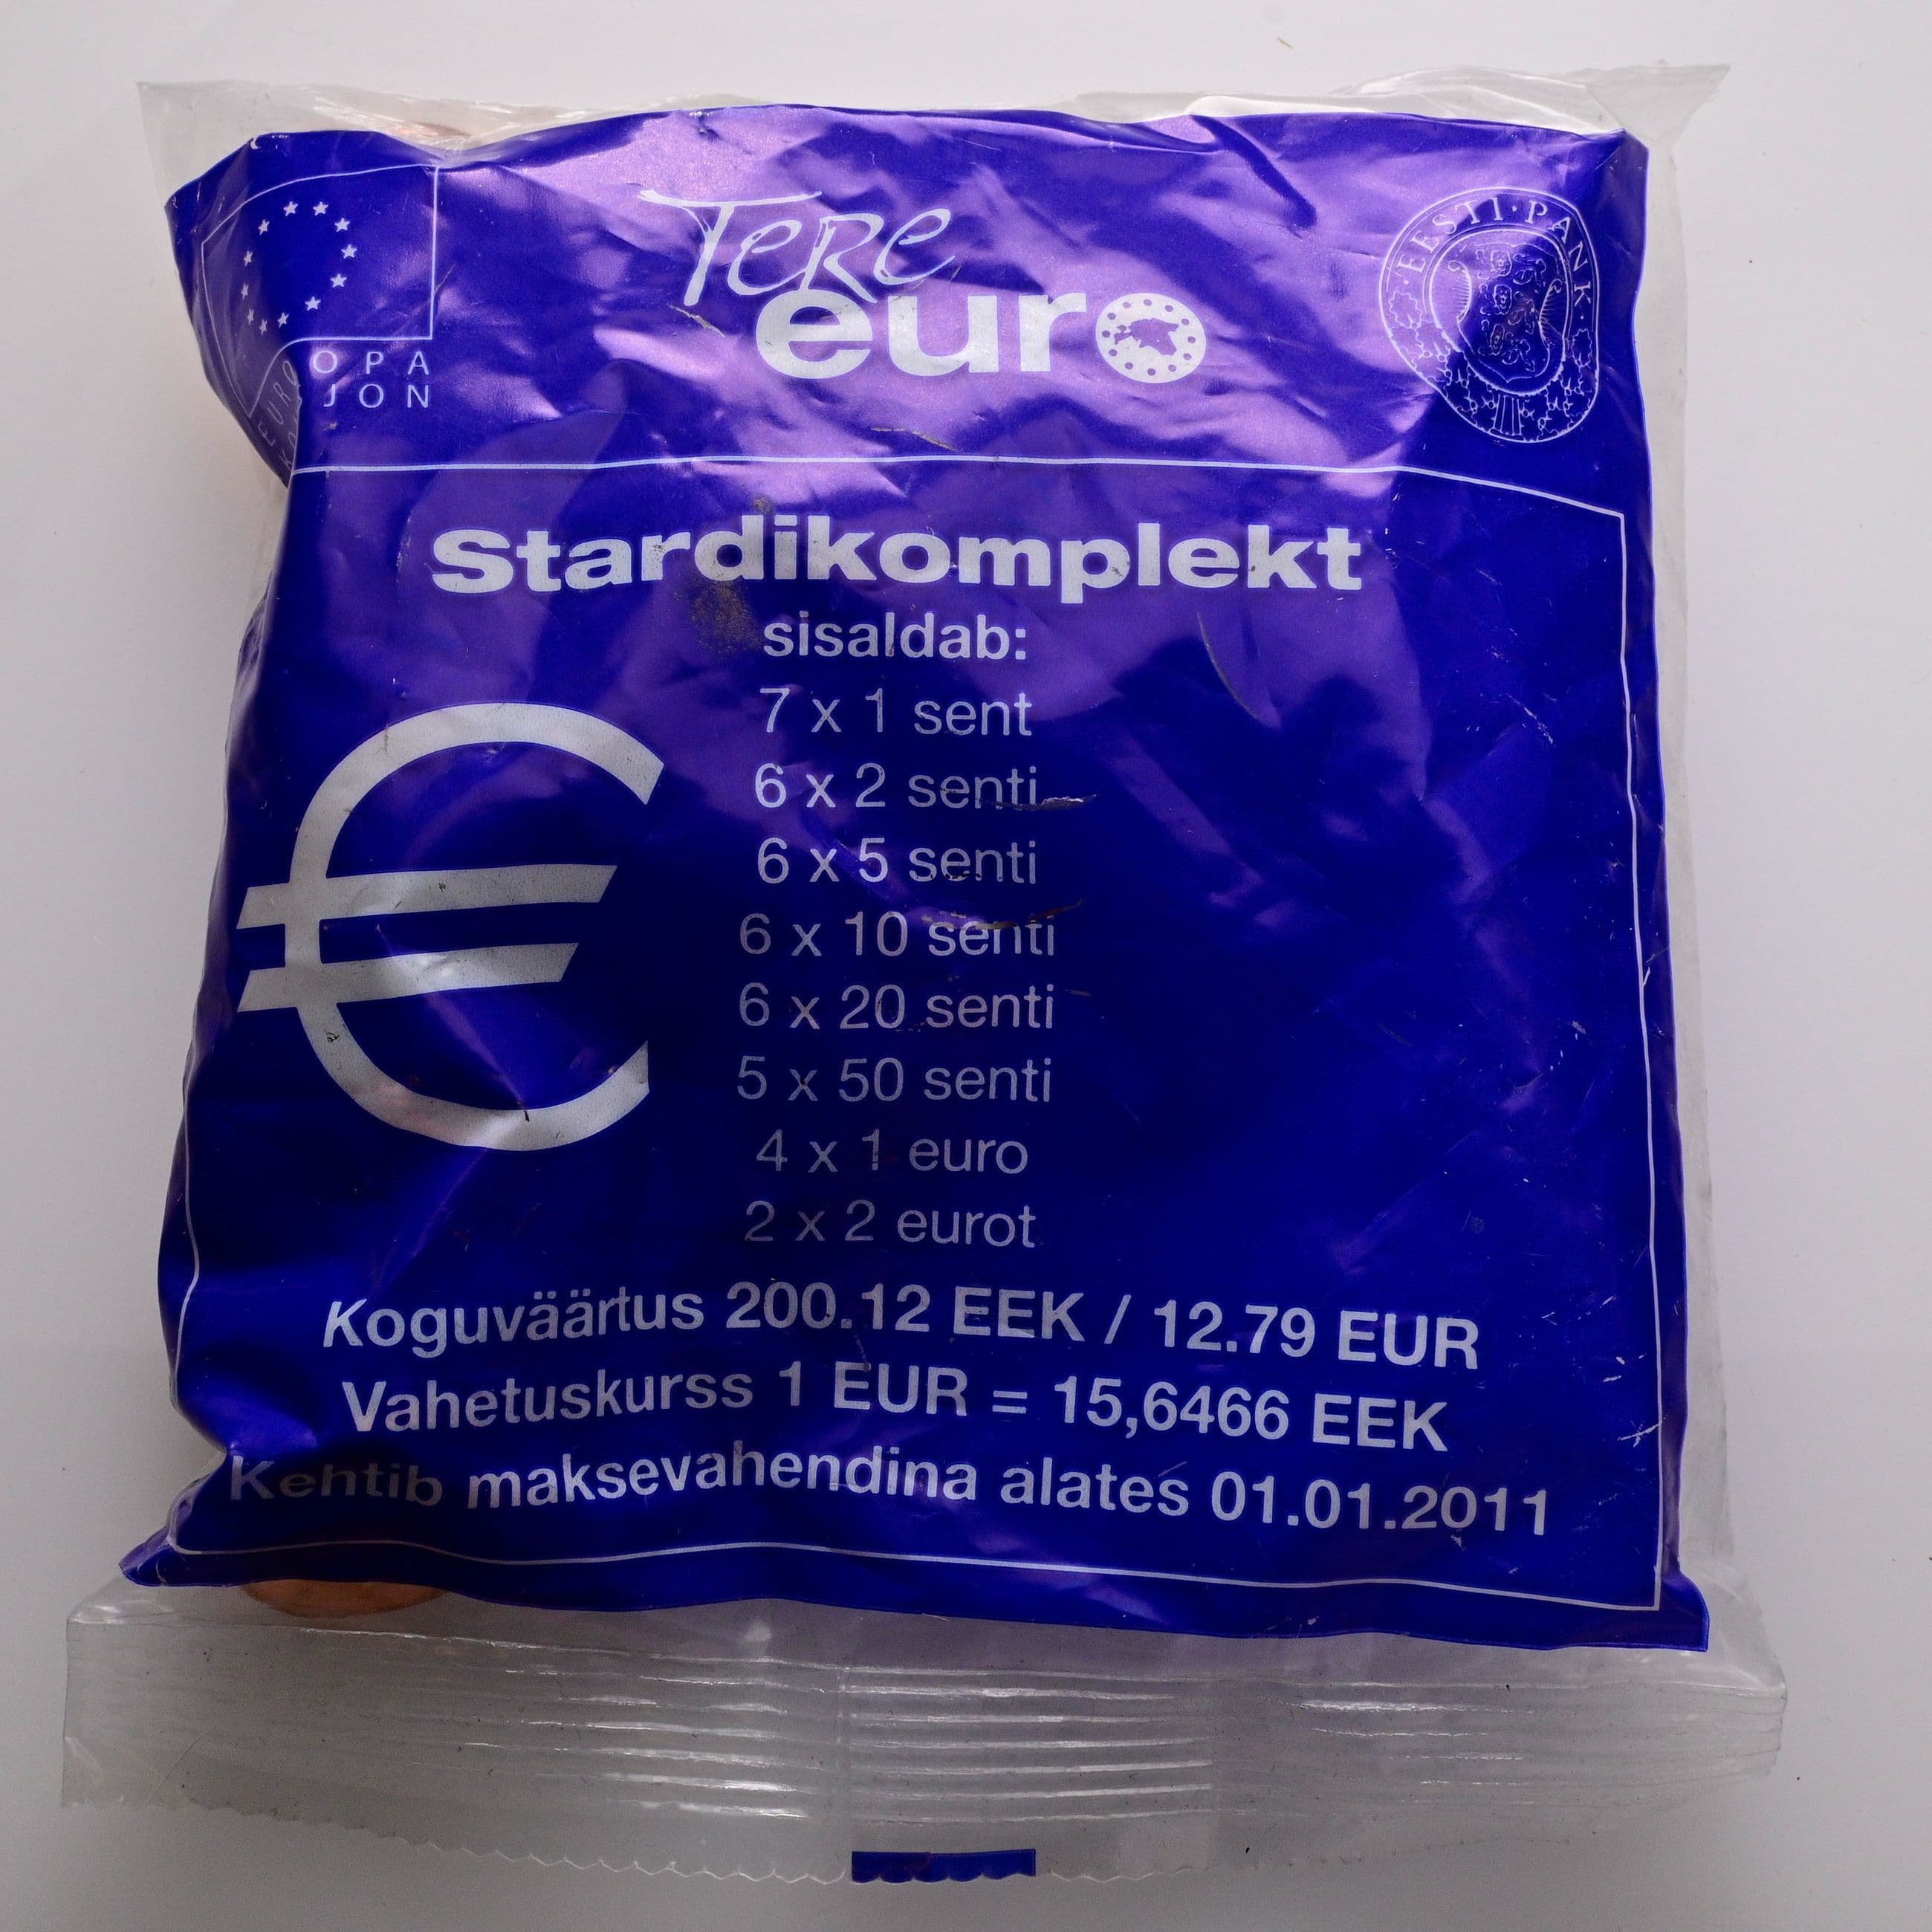 EUROOPA
KOMISJON
Tere
euro
EESTI·PANK
Stardikomplekt
sisaldab:
7 x 1 sent
6 x 2 senti
6 x 5 senti
6 x 10 senti
6 x 20 senti
5 x 50 senti
4 x 1 euro
2 x 2 eurot
€
Koguväärtus 200.12 EEK / 12.79 EUR
Vahetuskurss 1 EUR = 15,6466 EEK
Kehtib maksevahendina alates 01.01.2011